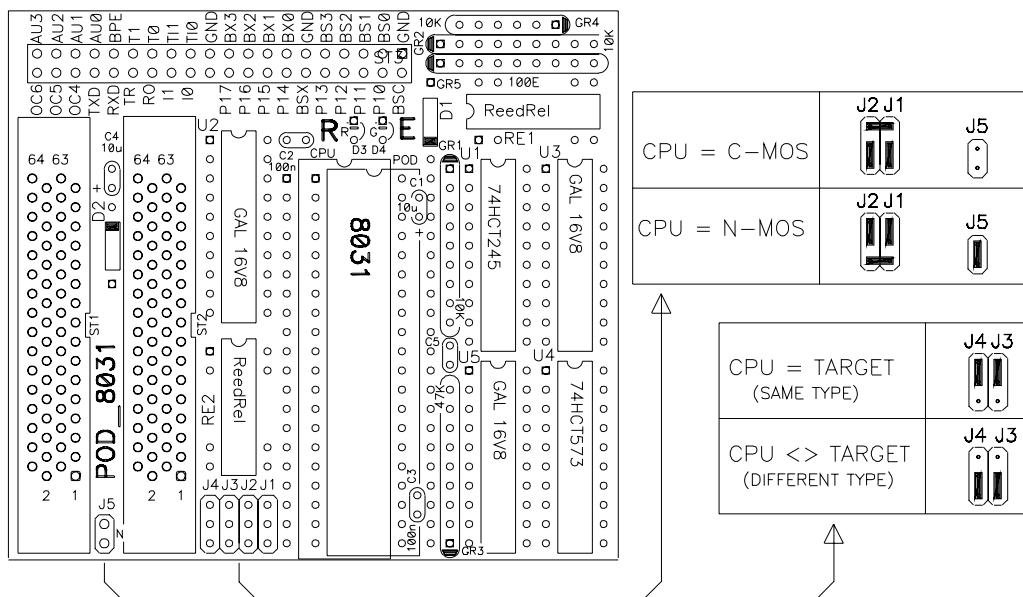 AU3 AU2 AU1 AU0 BPE T1 T0 TI1 TI0 BX3 BX2 BX1 BX0 GND BS3 BS2 BS1 BS0 GND
10K GR4
GR2 10K
ST3
OC6 OC5 OC4 TXD RXD TR RO I1 I0 P17 P16 P15 P14 BSX P13 P12 P11 P10 BSC
GR5 100E
D1 ReedRel
RE1
C4 10u U2 C2 100n R R G E D3 D4
64 63 64 63 CPU POD GR1 U1 U3
D2 + GAL 16V8 8031 C1 10u + 74HCT245 GAL 16V8
10K
ST1 ST2
C5 U5 U4
POD_8031 RE2 ReedRel 47K GAL 16V8 74HCT573
2 1 2 1
J5 N J4 J3 J2 J1 C3 100n GR3
J2 J1 J5
CPU = C-MOS
J2 J1 J5
CPU = N-MOS
J4 J3
CPU = TARGET
(SAME TYPE)
J4 J3
CPU <> TARGET
(DIFFERENT TYPE)